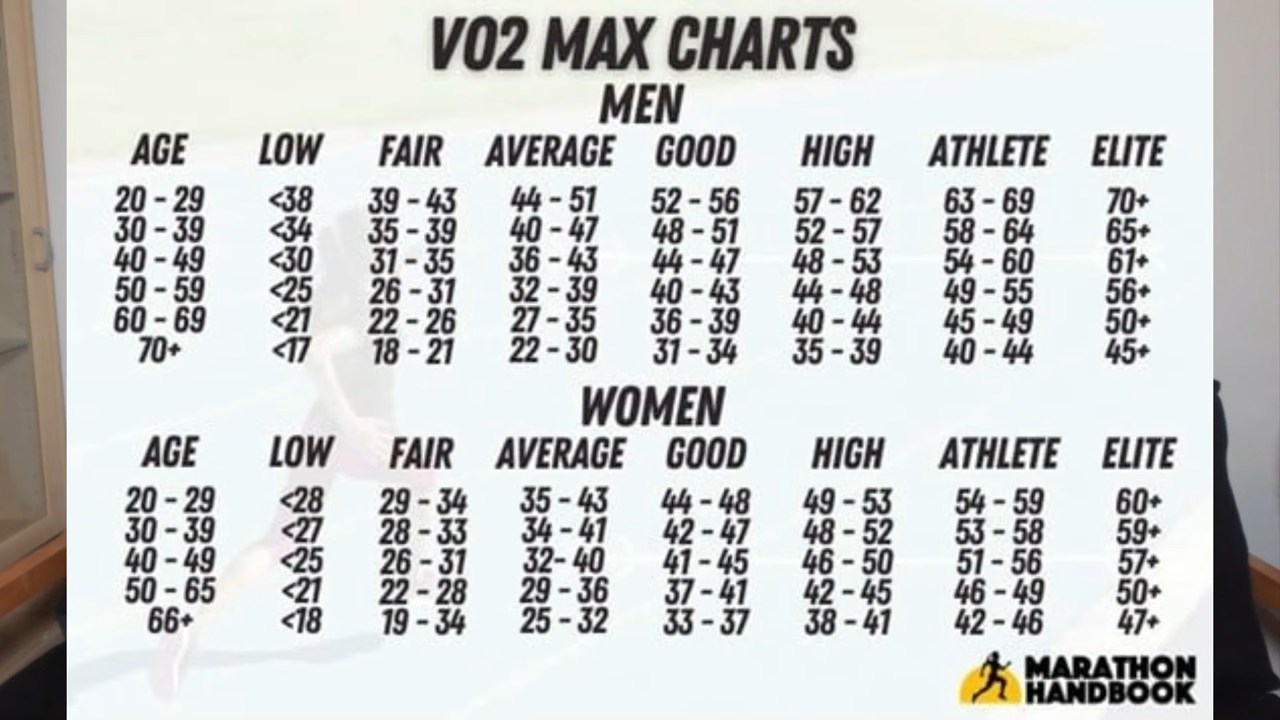 VO2 MAX CHARTS
MEN
AGE LOW FAIR AVERAGE GOOD HIGH ATHLETE ELITE
20 - 29 <38 39 - 43 44 - 51 52 - 56 57 - 62 63 - 69 70+
30 - 39 <34 35 - 39 40 - 47 48 - 51 52 - 57 58 - 64 65+
40 - 49 <30 31 - 35 36 - 43 44 - 47 48 - 53 54 - 60 61+
50 - 59 <25 26 - 31 32 - 39 40 - 43 44 - 48 49 - 55 56+
60 - 69 <21 22 - 26 27 - 35 36 - 39 40 - 44 45 - 49 50+
70+ <17 18 - 21 22 - 30 31 - 34 35 - 39 40 - 44 45+
WOMEN
AGE LOW FAIR AVERAGE GOOD HIGH ATHLETE ELITE
20 - 29 <28 29 - 34 35 - 43 44 - 48 49 - 53 54 - 59 60+
30 - 39 <27 28 - 33 34 - 41 42 - 47 48 - 52 53 - 58 59+
40 - 49 <25 26 - 31 32- 40 41 - 45 46 - 50 51 - 56 57+
50 - 65 <21 22 - 28 29 - 36 37 - 41 42 - 45 46 - 49 50+
66+ <18 19 - 34 25 - 32 33 - 37 38 - 41 42 - 46 47+
MARATHON
HANDBOOK